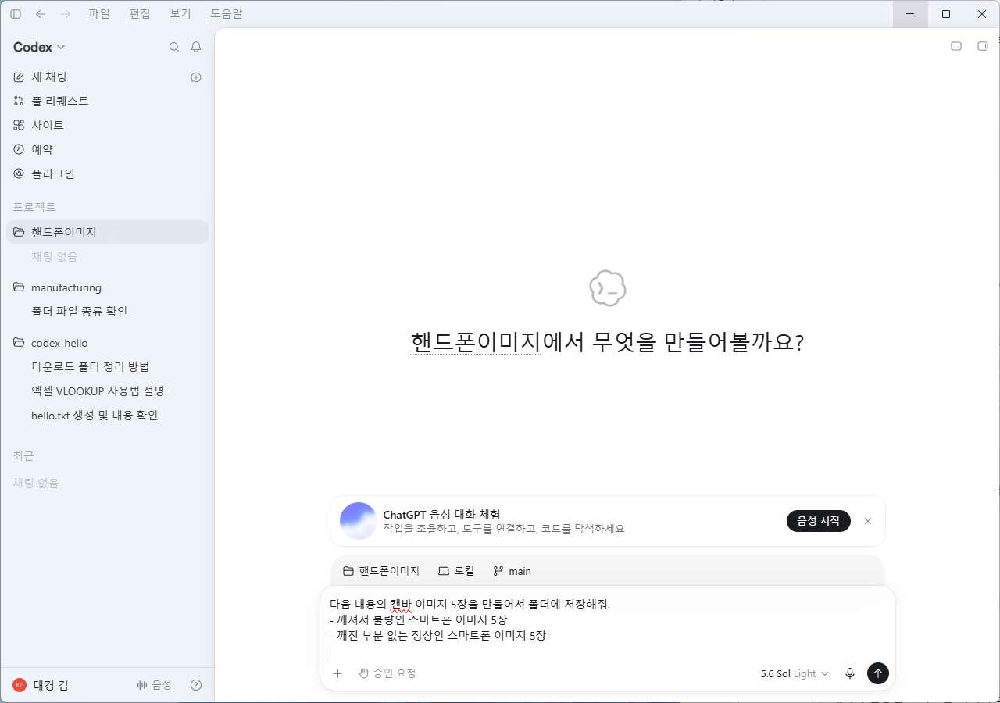 파일 편집 보기 도움말
Codex
새 채팅
풀 리퀘스트
사이트
예약
플러그인
프로젝트
핸드폰이미지
채팅 없음
manufacturing
폴더 파일 종류 확인
codex-hello
다운로드 폴더 정리 방법
엑셀 VLOOKUP 사용법 설명
hello.txt 생성 및 내용 확인
최근
채팅 없음
KZ 대경 김 음성
핸드폰이미지에서 무엇을 만들어볼까요?
ChatGPT 음성 대화 체험
작업을 조율하고, 도구를 연결하고, 코드를 탐색하세요
음성 시작
핸드폰이미지 로컬 main
다음 내용의 캔바 이미지 5장을 만들어서 폴더에 저장해줘.
- 깨져서 불량인 스마트폰 이미지 5장
- 깨진 부분 없는 정상인 스마트폰 이미지 5장
승인 요청 5.6 Sol Light